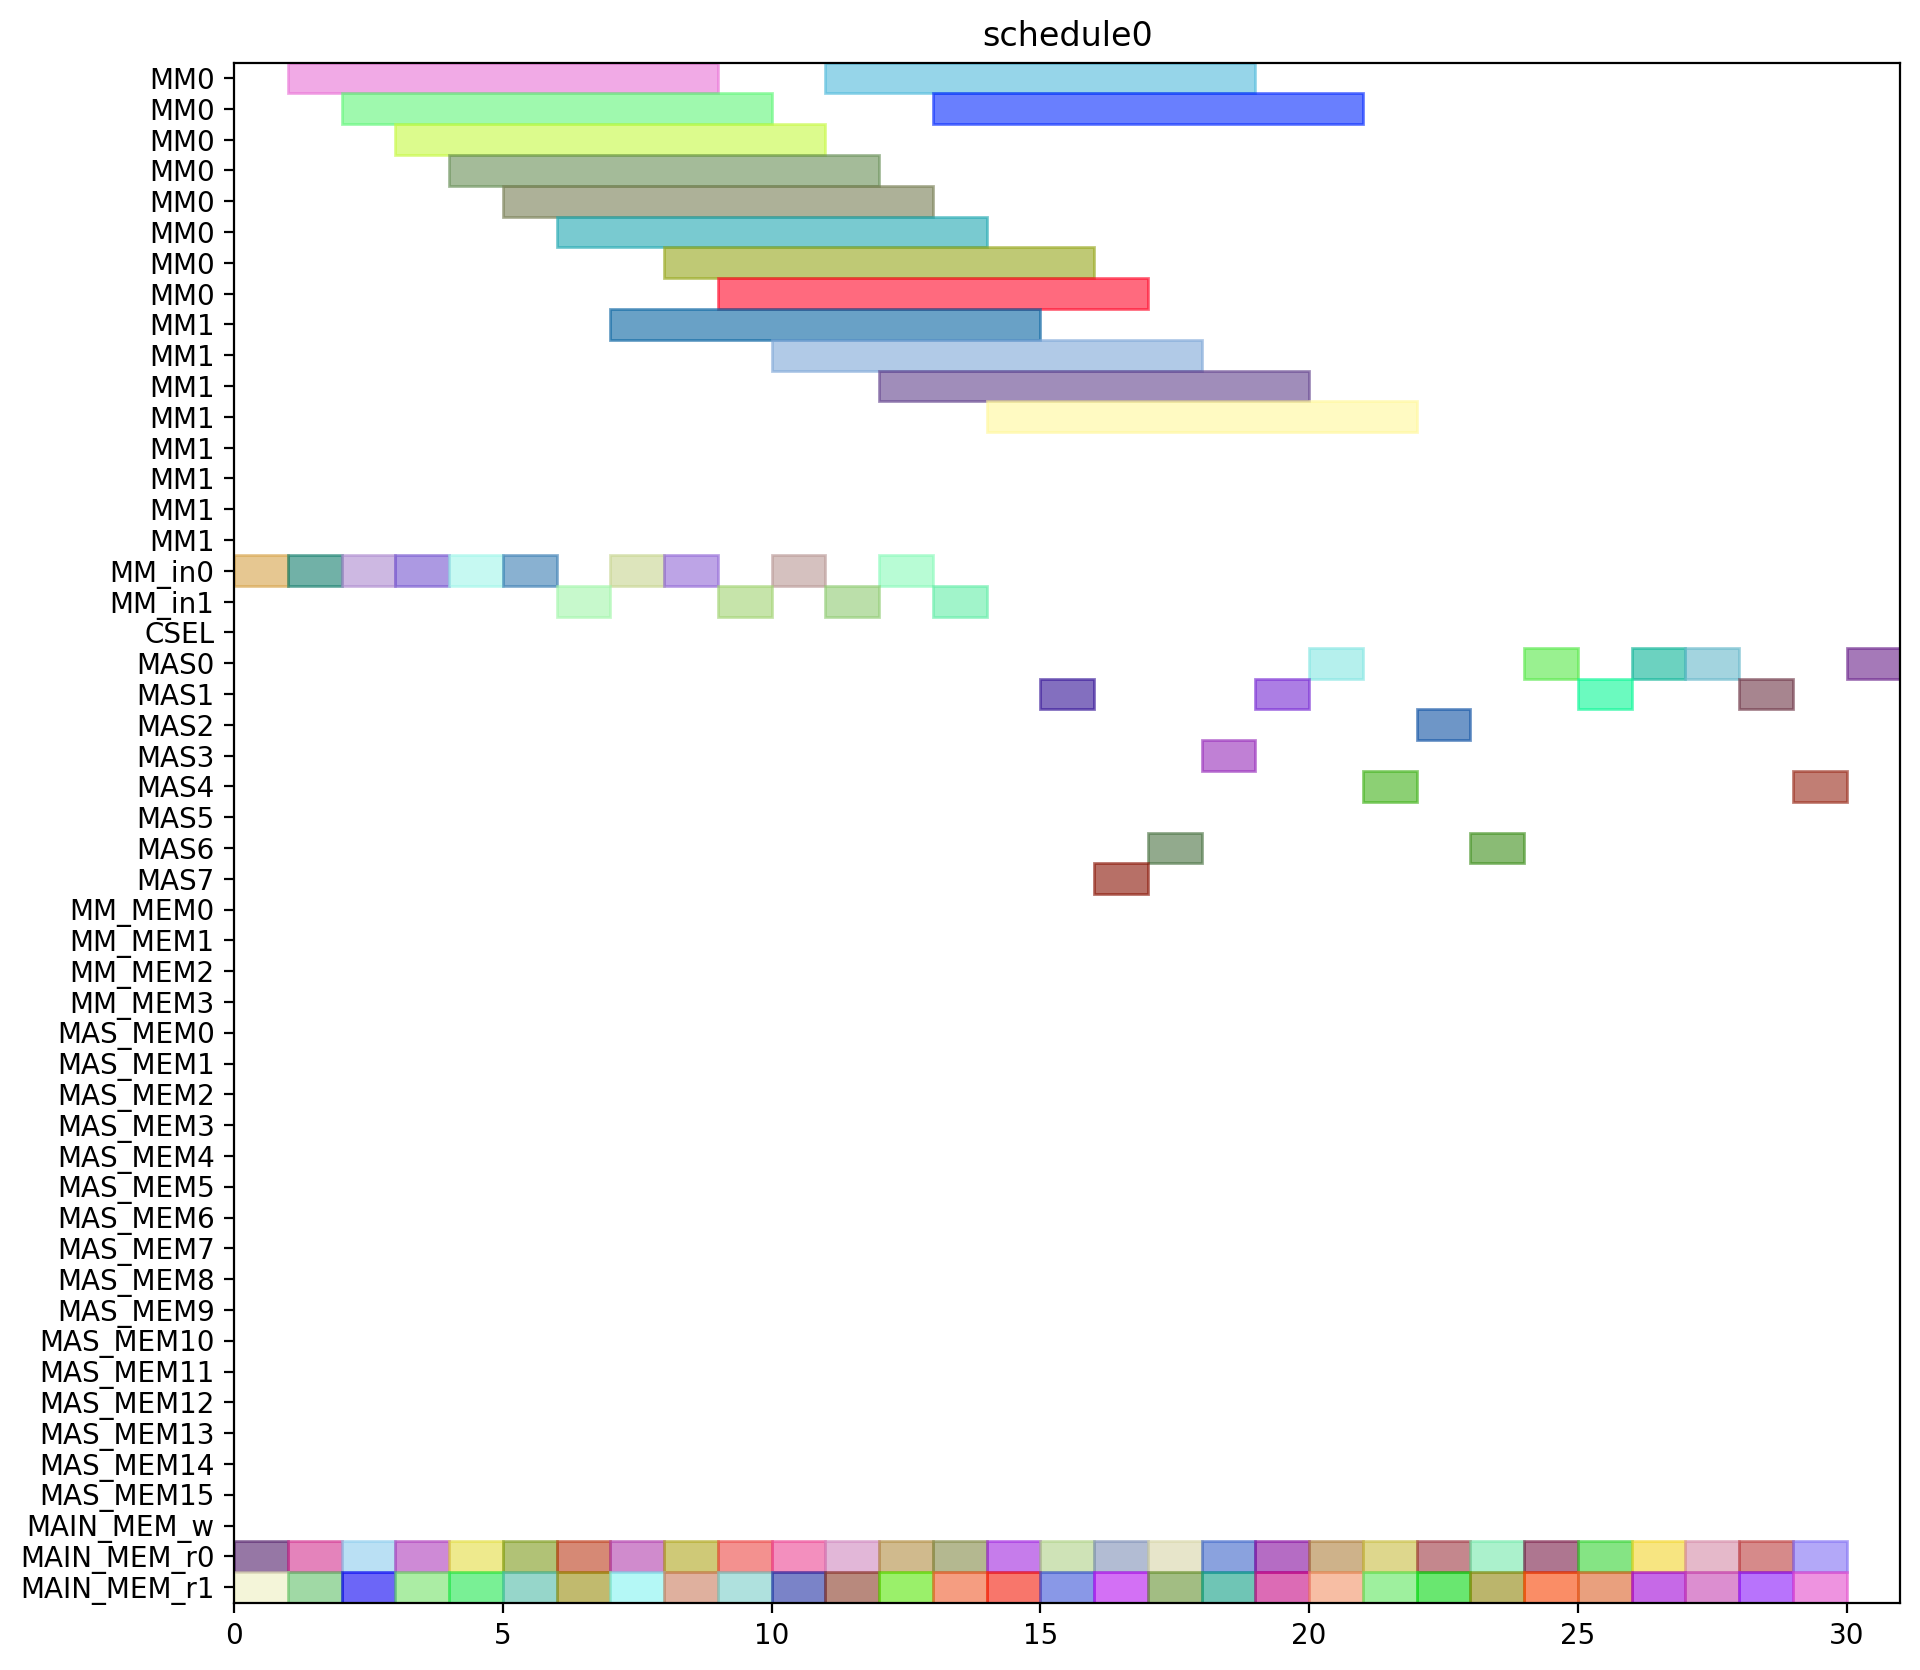 schedule0
MM0
MM0
MM0
MM0
MM0
MM0
MM0
MM0
MM1
MM1
MM1
MM1
MM1
MM1
MM1
MM1
MM_in0
MM_in1
CSEL
MAS0
MAS1
MAS2
MAS3
MAS4
MAS5
MAS6
MAS7
MM_MEM0
MM_MEM1
MM_MEM2
MM_MEM3
MAS_MEM0
MAS_MEM1
MAS_MEM2
MAS_MEM3
MAS_MEM4
MAS_MEM5
MAS_MEM6
MAS_MEM7
MAS_MEM8
MAS_MEM9
MAS_MEM10
MAS_MEM11
MAS_MEM12
MAS_MEM13
MAS_MEM14
MAS_MEM15
MAIN_MEM_w
MAIN_MEM_r0
MAIN_MEM_r1
0 5 10 15 20 25 30